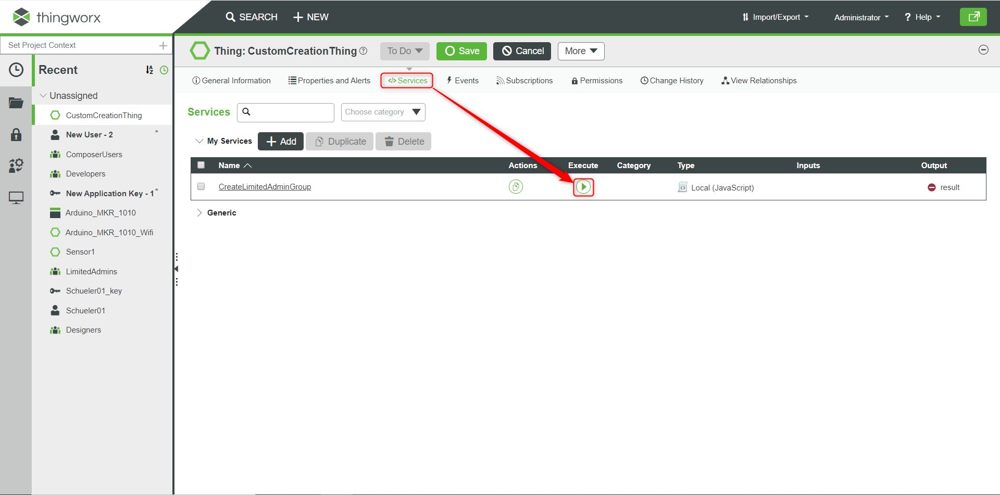 thingworx
SEARCH
NEW
Import/Export
Administrator
? Help
Set Project Context
Thing: CustomCreationThing
To Do
Save
Cancel
More
Recent
General Information
Properties and Alerts
Services
Events
Subscriptions
Permissions
Change History
View Relationships
Unassigned
CustomCreationThing
New User - 2 *
ComposerUsers
Developers
New Application Key - 1 *
Arduino_MKR_1010
Arduino_MKR_1010_Wifi
Sensor1
LimitedAdmins
Schueler01_key
Schueler01
Designers
Services
Choose category
My Services
Add
Duplicate
Delete
Name
Actions
Execute
Category
Type
Inputs
Output
CreateLimitedAdminGroup
Local (JavaScript)
result
Generic